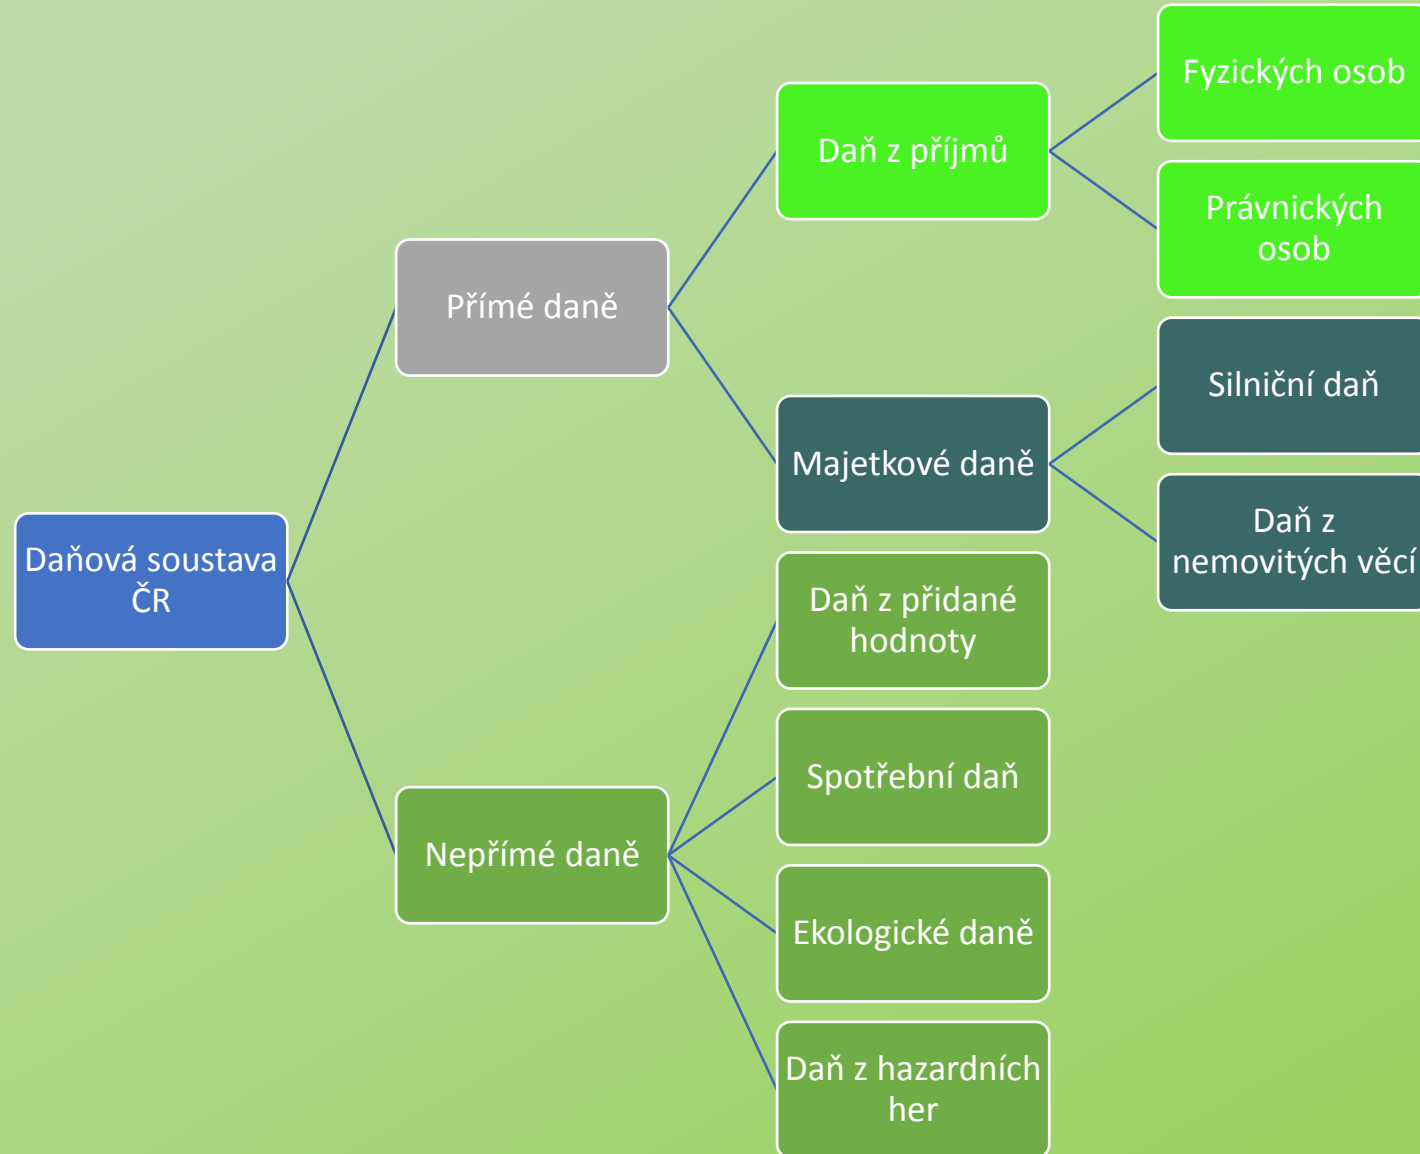 Daňová soustava
ČR
Přímé daně
Daň z příjmů
Fyzických osob
Právnických
osob
Majetkové daně
Silniční daň
Daň z
nemovitých věcí
Nepřímé daně
Daň z přidané
hodnoty
Spotřební daň
Ekologické daně
Daň z hazardních
her